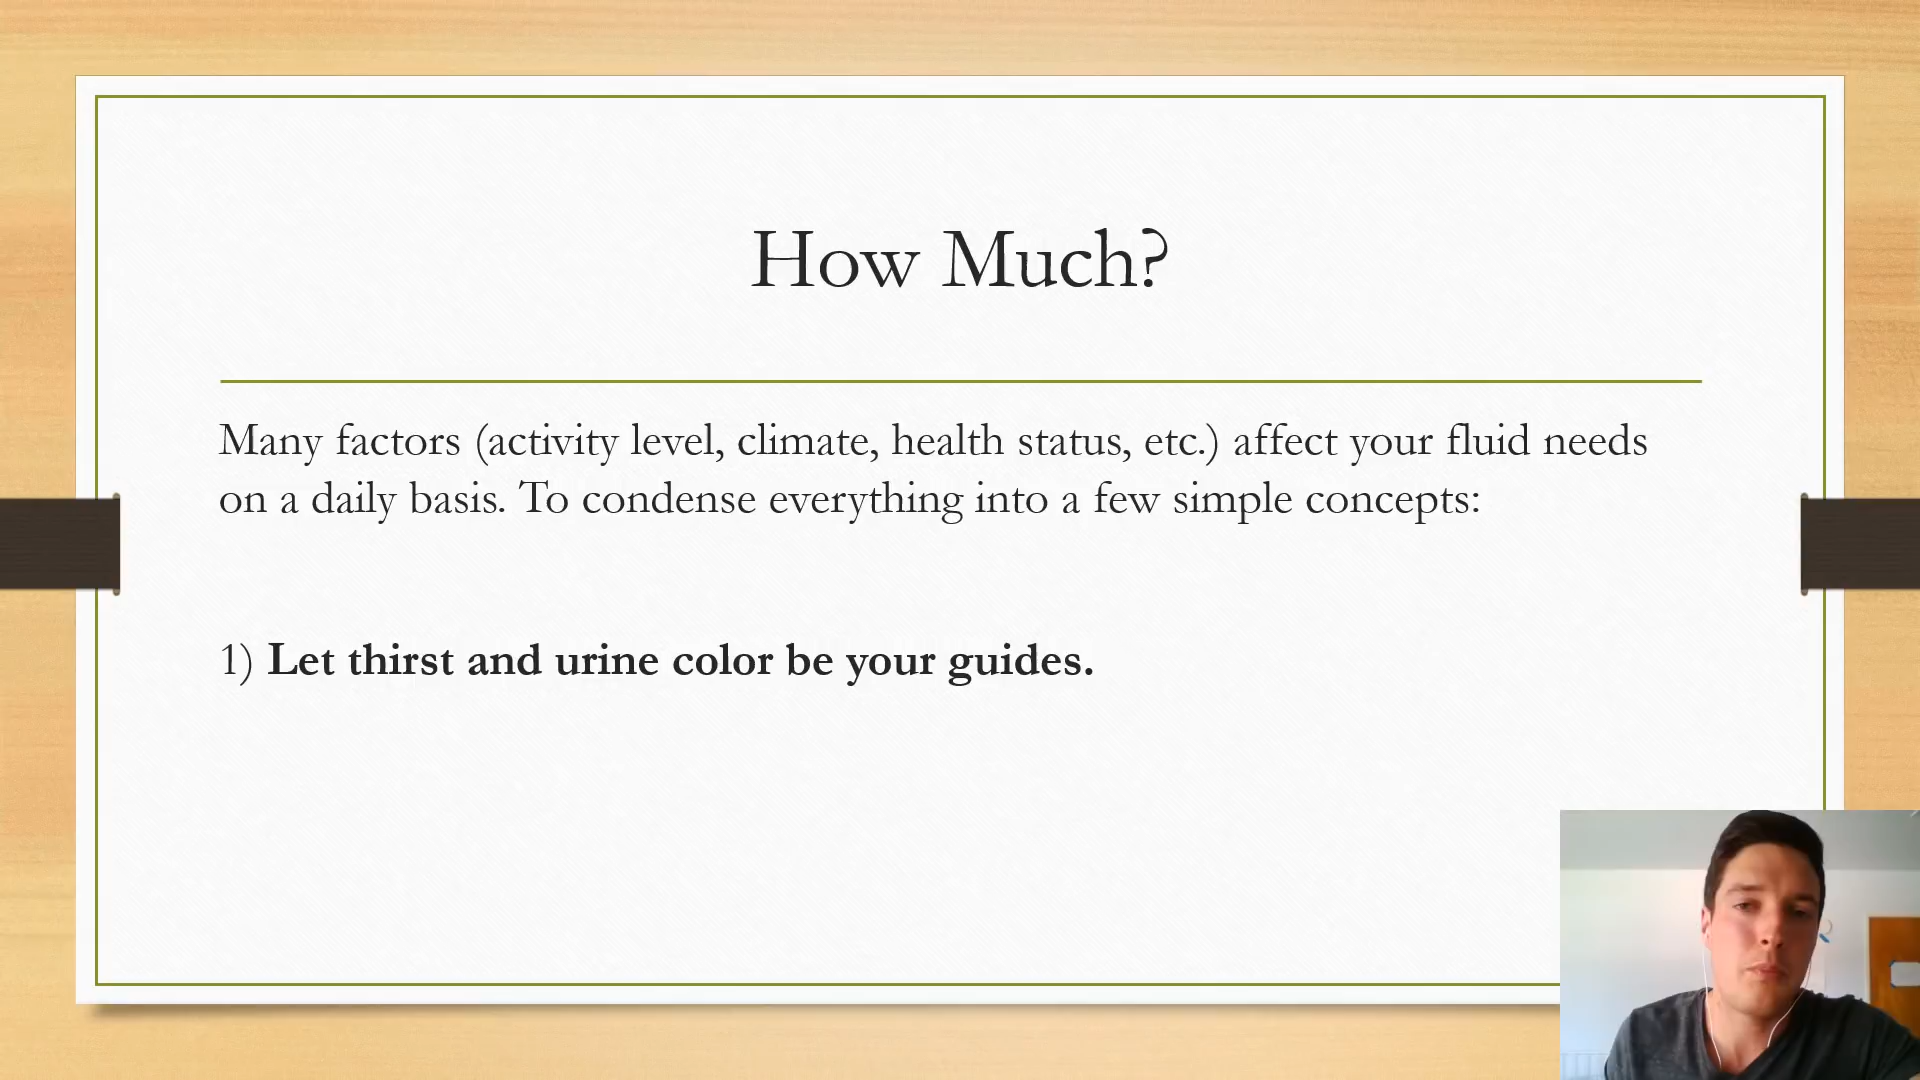 How Much?
Many factors (activity level, climate, health status, etc.) affect your fluid needs
on a daily basis. To condense everything into a few simple concepts:
1) Let thirst and urine color be your guides.